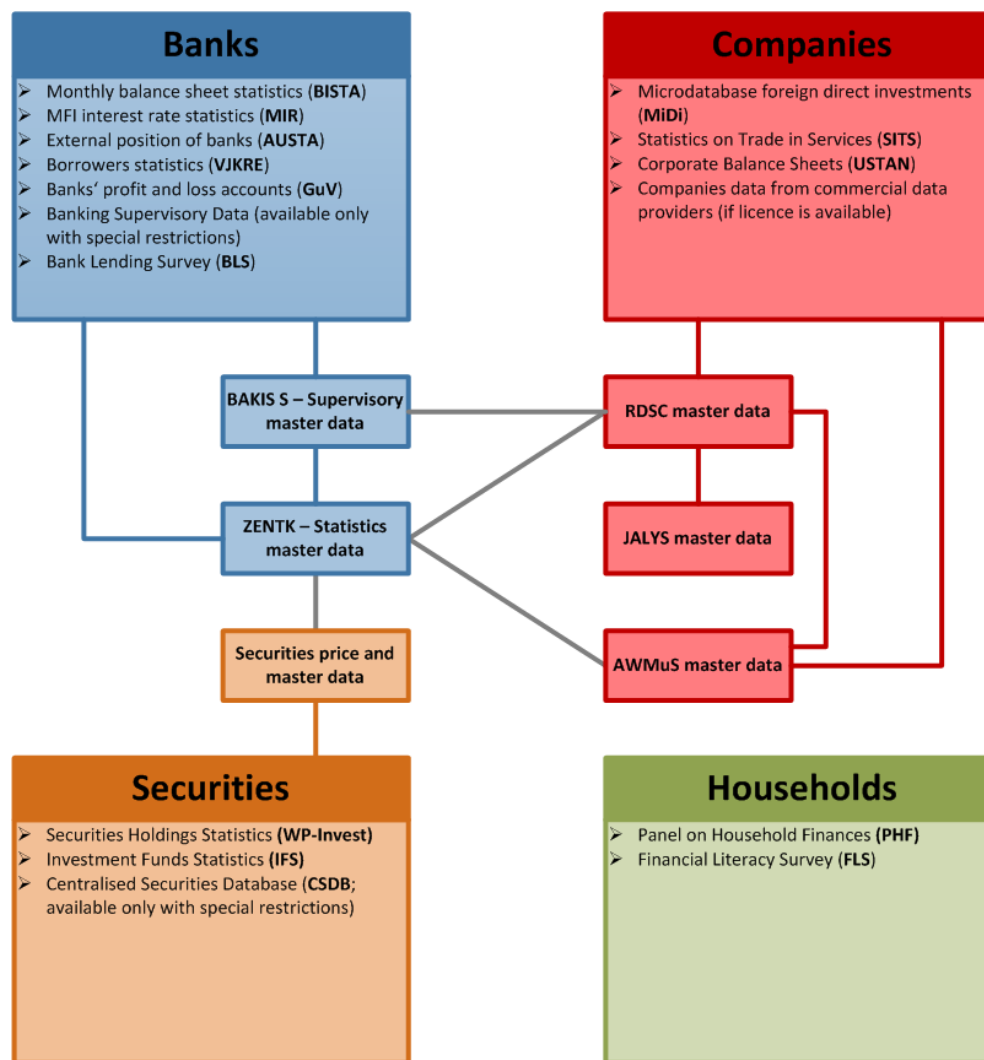 Banks
➢ Monthly balance sheet statistics (BISTA)
➢ MFI interest rate statistics (MIR)
➢ External position of banks (AUSTA)
➢ Borrowers statistics (VJKRE)
➢ Banks‘ profit and loss accounts (GuV)
➢ Banking Supervisory Data (available only
with special restrictions)
➢ Bank Lending Survey (BLS)
Companies
➢ Microdatabase foreign direct investments
(MiDi)
➢ Statistics on Trade in Services (SITS)
➢ Corporate Balance Sheets (USTAN)
➢ Companies data from commercial data
providers (if licence is available)
BAKIS S – Supervisory
master data
RDSC master data
ZENTK – Statistics
master data
JALYS master data
Securities price and
master data
AWMuS master data
Securities
➢ Securities Holdings Statistics (WP-Invest)
➢ Investment Funds Statistics (IFS)
➢ Centralised Securities Database (CSDB;
available only with special restrictions)
Households
➢ Panel on Household Finances (PHF)
➢ Financial Literacy Survey (FLS)